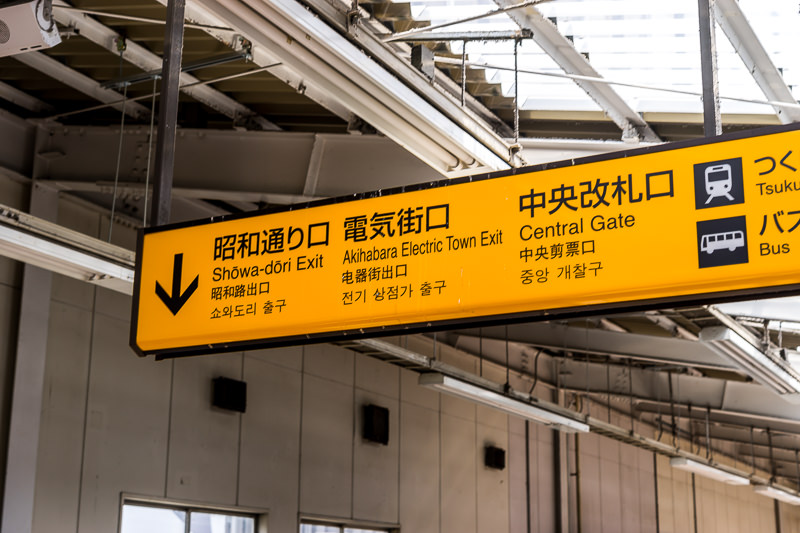 昭和通り口
Shōwa-dōri Exit
昭和路出口
쇼와도리 출구
電気街口
Akihabara Electric Town Exit
电器街出口
전기 상점가 출구
中央改札口
Central Gate
中央剪票口
중앙 개찰구
つく
Tsuku
バス
Bus